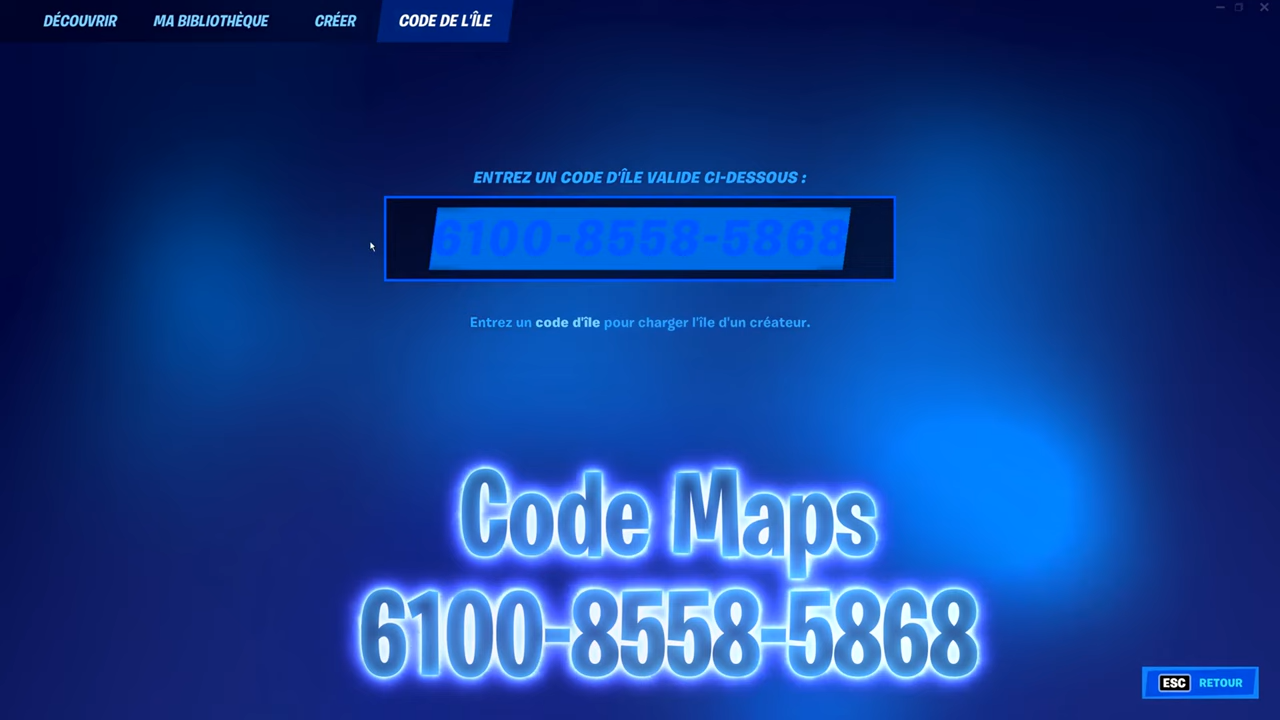 DÉCOUVRIR MA BIBLIOTHÈQUE CRÉER CODE DE L'ÎLE
ENTREZ UN CODE D'ÎLE VALIDE CI-DESSOUS :
6100-8558-5868
Entrez un code d'île pour charger l'île d'un créateur.
Code Maps
6100-8558-5868
ESC RETOUR